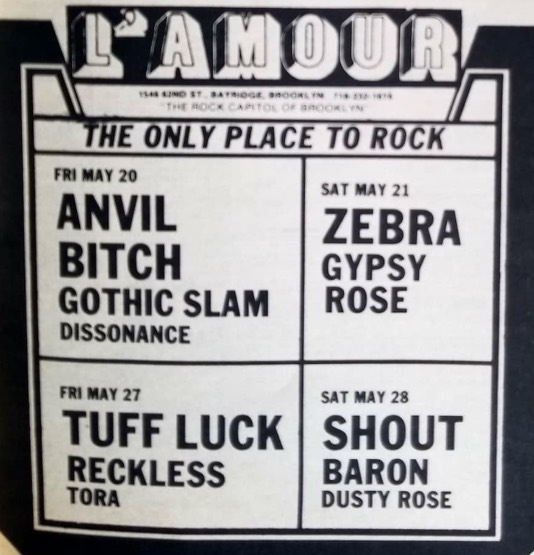 L'AMOUR
1546 62ND ST., BAYRIDGE, BROOKLYN
"THE ROCK CAPITOL OF BROOKLYN"
THE ONLY PLACE TO ROCK
FRI MAY 20
ANVIL
BITCH
GOTHIC SLAM
DISSONANCE
SAT MAY 21
ZEBRA
GYPSY
ROSE
FRI MAY 27
TUFF LUCK
RECKLESS
TORA
SAT MAY 28
SHOUT
BARON
DUSTY ROSE